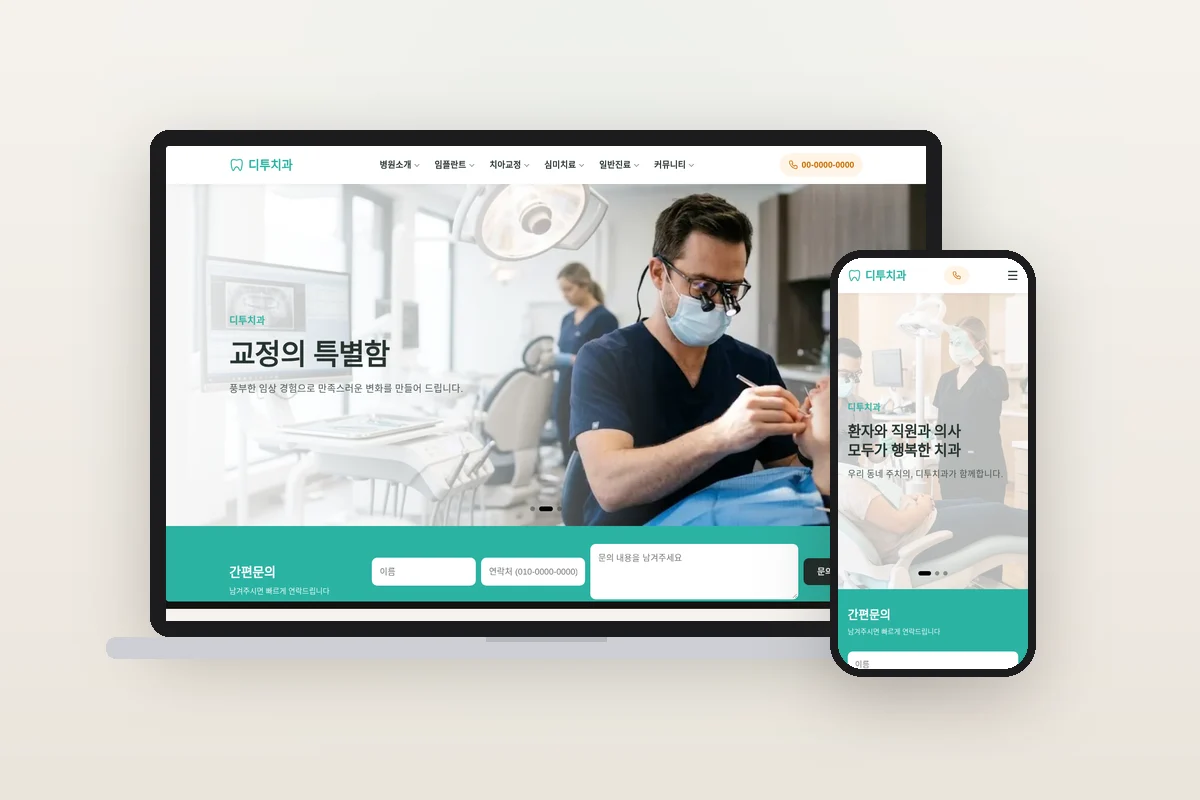 디투치과
병원소개
임플란트
치아교정
심미치료
일반진료
커뮤니티
00-0000-0000
디투치과
교정의 특별함
풍부한 임상 경험으로 만족스러운 변화를 만들어 드립니다.
간편문의
남겨주시면 빠르게 연락드립니다
이름
연락처 (010-0000-0000)
문의 내용을 남겨주세요
문의
디투치과
디투치과
환자와 직원과 의사
모두가 행복한 치과
우리 동네 주치의, 디투치과가 함께합니다.
간편문의
남겨주시면 빠르게 연락드립니다
이름